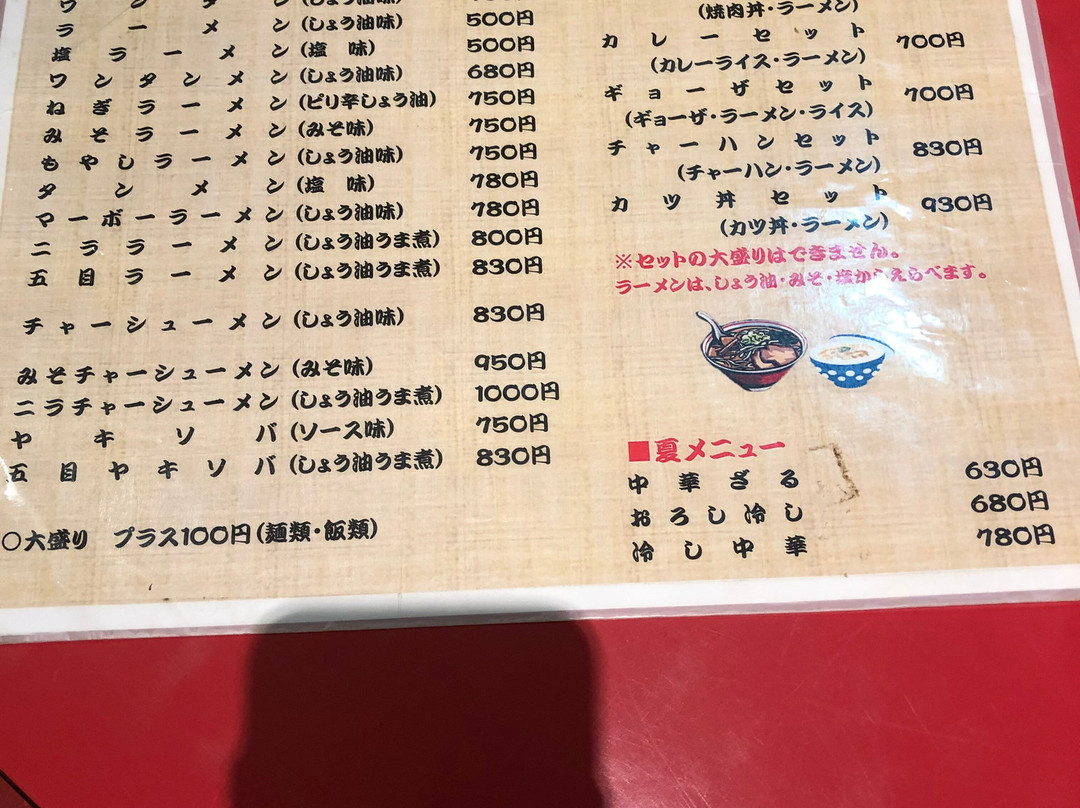 ワンタン(しょう油味)
ラーメン(しょう油味) 500円
塩ラーメン(塩 味) 500円
ワンタンメン(しょう油味) 680円
ねぎラーメン(ピリ辛しょう油) 750円
みそラーメン(みそ味) 750円
もやしラーメン(しょう油味) 750円
タンメン(塩 味) 780円
マーボーラーメン(しょう油味) 780円
ニララーメン(しょう油うま煮) 800円
五目ラーメン(しょう油うま煮) 830円
チャーシューメン(しょう油味) 830円
みそチャーシューメン(みそ味) 950円
ニラチャーシューメン(しょう油うま煮) 1000円
ヤキソバ(ソース味) 750円
五目ヤキソバ(しょう油うま煮) 830円
○大盛り プラス100円(麺類・飯類)
(焼肉丼・ラーメン)
カレーセット 700円
(カレーライス・ラーメン)
ギョーザセット 700円
(ギョーザ・ラーメン・ライス)
チャーハンセット 830円
(チャーハン・ラーメン)
カツ丼セット 930円
(カツ丼・ラーメン)
※セットの大盛りはできません。
ラーメンは、しょう油・みそ・塩からえらべます。
■夏メニュー
中華ざる 630円
おろし冷し 680円
冷し中華 780円